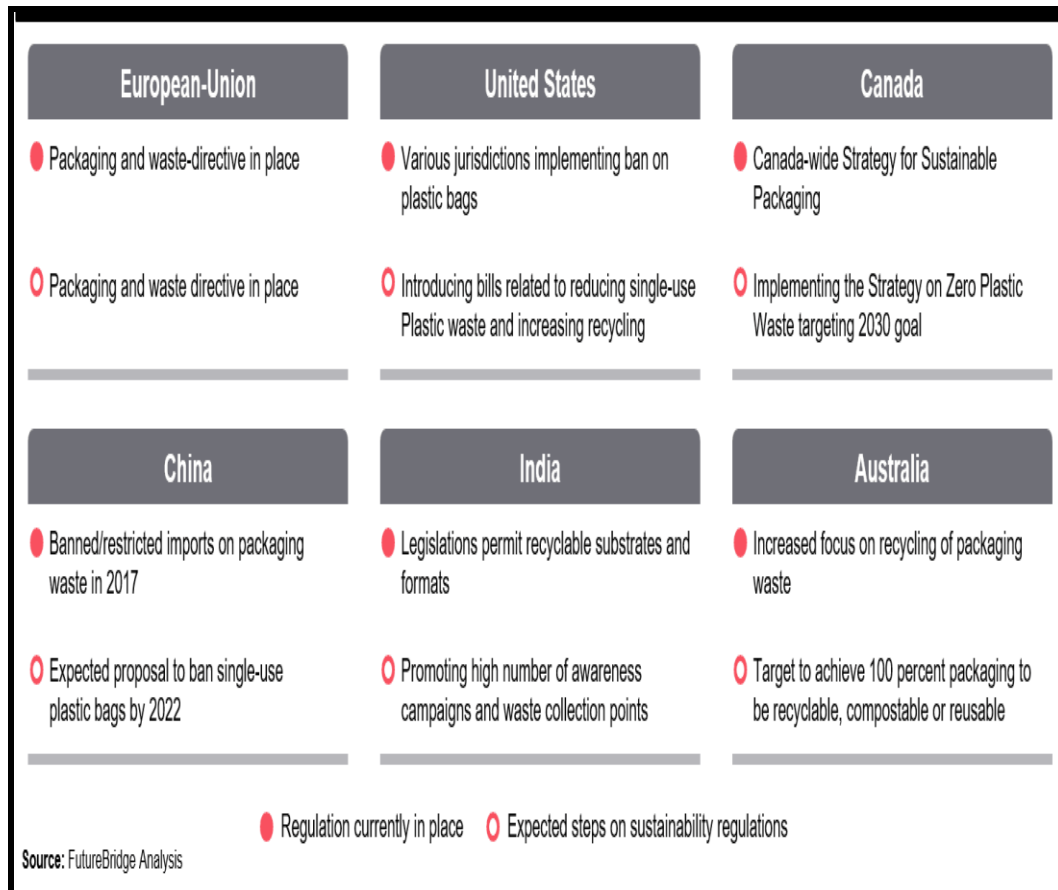 European-Union
Packaging and waste-directive in place
Packaging and waste directive in place
United States
Various jurisdictions implementing ban on
plastic bags
Introducing bills related to reducing single-use
Plastic waste and increasing recycling
Canada
Canada-wide Strategy for Sustainable
Packaging
Implementing the Strategy on Zero Plastic
Waste targeting 2030 goal
China
Banned/restricted imports on packaging
waste in 2017
Expected proposal to ban single-use
plastic bags by 2022
India
Legislations permit recyclable substrates and
formats
Promoting high number of awareness
campaigns and waste collection points
Australia
Increased focus on recycling of packaging
waste
Target to achieve 100 percent packaging to
be recyclable, compostable or reusable
Regulation currently in place
Expected steps on sustainability regulations
Source: FutureBridge Analysis